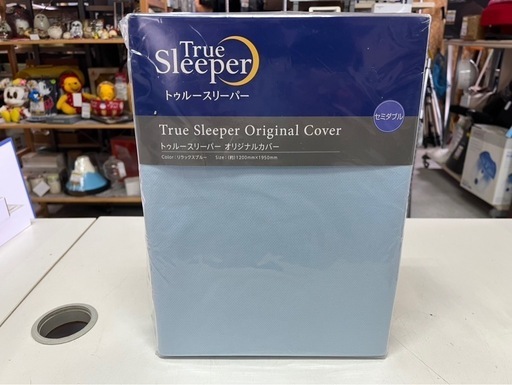 True
Sleeper
トゥルースリーパー
セミダブル
True Sleeper Original Cover
トゥルースリーパー オリジナルカバー
Color : リラックスブルー Size : (約) 1200mm×1950mm